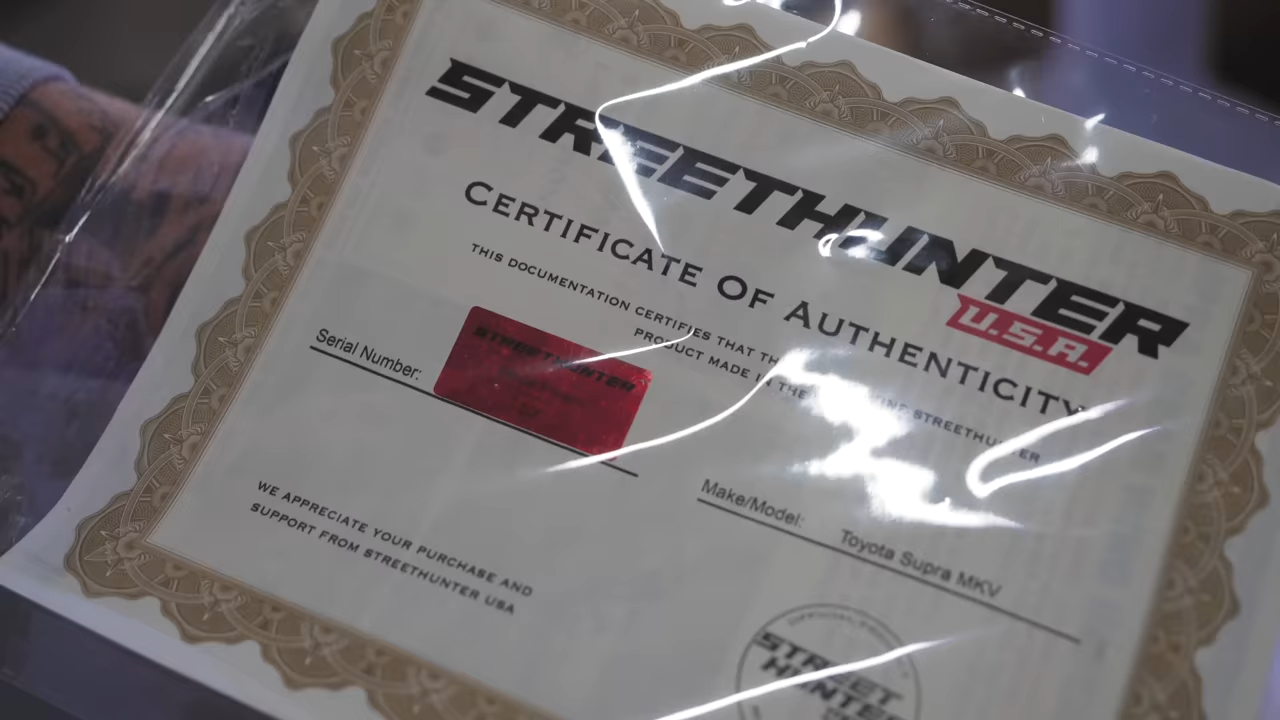 STREETHUNTER
U.S.A.
CERTIFICATE OF AUTHENTICITY
THIS DOCUMENTATION CERTIFIES THAT
PRODUCT MADE IN THE STREETHUNTER
Serial Number:
STREETHUNTER
Make/Model: Toyota Supra MKV
WE APPRECIATE YOUR PURCHASE AND
SUPPORT FROM STREETHUNTER USA
STREET
HUNTER